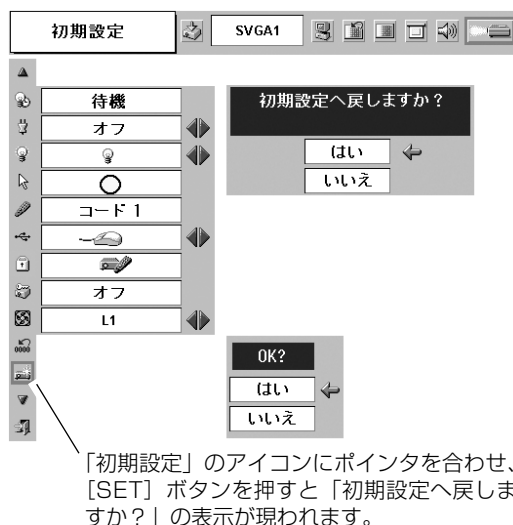 初期設定
SVGA1
待機
オフ
コード 1
オフ
L1
0000
初期設定へ戻しますか？
はい
いいえ
OK?
はい
いいえ
「初期設定」のアイコンにポインタを合わせ、
［SET］ボタンを押すと「初期設定へ戻しま
すか？」の表示が現われます。